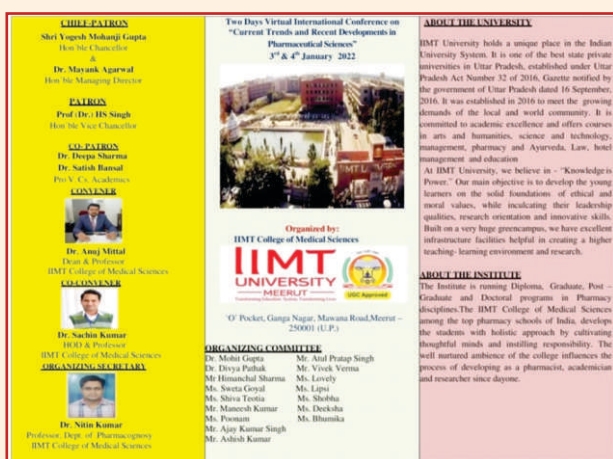 CHIEF-PATRON
Shri Yogesh Mohanji Gupta
Hon`ble Chancellor
&
Dr. Mayank Agarwal
Hon`ble Managing Director
PATRON
Prof (Dr.) HS Singh
Hon`ble Vice Chancellor
CO- PATRON
Dr. Deepa Sharma
Dr. Satish Bansal
Pro V. Cs. Academics
CONVENER
Dr. Anuj Mittal
Dean & Professor
IIMT College of Medical Sciences
CO-CONVENER
Dr. Sachin Kumar
HOD & Professor
IIMT College of Medical Sciences
ORGANIZING SECRETARY
Dr. Nitin Kumar
Professor, Dept. of Pharmacognosy
IIMT College of Medical Sciences
Two Days Virtual International Conference on
"Current Trends and Recent Developments in
Pharmaceutical Sciences"
3rd & 4th January 2022
IIMT UNIVERSITY
Organized by:
IIMT College of Medical Sciences
IIMT
UNIVERSITY
MEERUT
UGC Approved
'O' Pocket, Ganga Nagar, Mawana Road,Meerut –
250001 (U.P.)
ORGANIZING COMMITTEE
Dr. Mohit Gupta Mr. Atul Pratap Singh
Dr. Divya Pathak Mr. Vivek Verma
Mr Himanchal Sharma Ms. Lovely
Ms. Sweta Goyal Ms. Lipsi
Ms. Shiva Teotia Ms. Shobha
Mr. Maneesh Kumar Ms. Deeksha
Ms. Poonam Ms. Bhumika
Mr. Ajay Kumar Singh
Mr. Ashish Kumar
ABOUT THE UNIVERSITY
IIMT University holds a unique place in the Indian
University System. It is one of the best state private
universities in Uttar Pradesh, established under Uttar
Pradesh Act Number 32 of 2016, Gazette notified by
the government of Uttar Pradesh dated 16 September,
2016. It was established in 2016 to meet the growing
demands of the local and world community. It is
committed to academic excellence and offers courses
in arts and humanities, science and technology,
management, pharmacy and Ayurveda, Law, hotel
management and education
At IIMT University, we believe in - "Knowledge is
Power." Our main objective is to develop the young
learners on the solid foundations of ethical and
moral values, while inculcating their leadership
qualities, research orientation and innovative skills.
Built on a very huge greencampus, we have excellent
infrastructure facilities helpful in creating a higher
teaching- learning environment and research.
ABOUT THE INSTITUTE
The Institute is running Diploma, Graduate, Post –
Graduate and Doctoral programs in Pharmacy
disciplines.The IIMT College of Medical Sciences
among the top pharmacy schools of India, develops
the students with holistic approach by cultivating
thoughtful minds and instilling responsibility. The
well nurtured ambience of the college influences the
process of developing as a pharmacist, academician
and researcher since dayone.